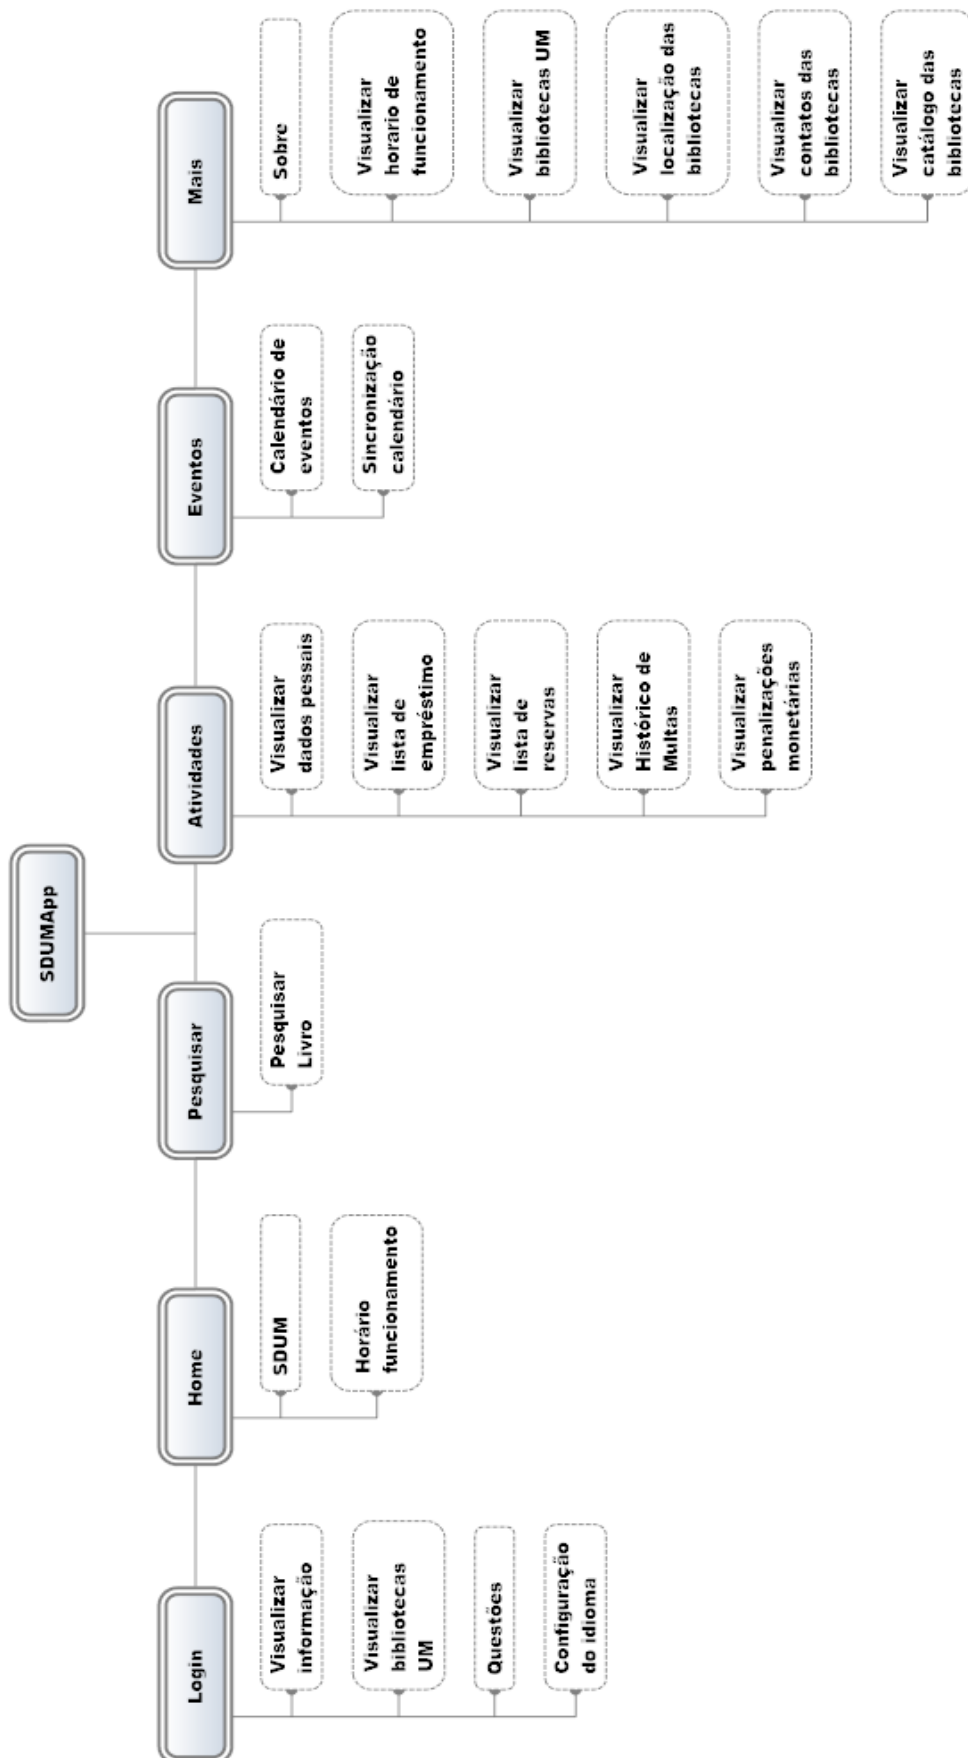 SDUMApp
Login
Visualizar
informação
Visualizar
bibliotecas
UM
Questões
Configuração
do idioma
Home
SDUM
Horário
funcionamento
Pesquisar
Pesquisar
Livro
Atividades
Visualizar
dados pessais
Visualizar
lista de
empréstimo
Visualizar
lista de
reservas
Visualizar
Histórico de
Multas
Visualizar
penalizações
monetárias
Eventos
Calendário de
eventos
Sincronização
calendário
Mais
Sobre
Visualizar
horario de
funcionamento
Visualizar
bibliotecas UM
Visualizar
localização das
bibliotecas
Visualizar
contatos das
bibliotecas
Visualizar
catálogo das
bibliotecas